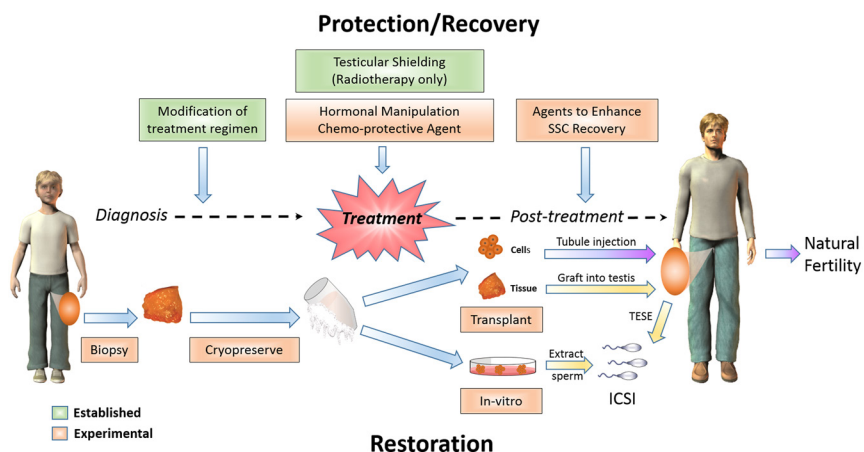 Protection/Recovery
Testicular Shielding
(Radiotherapy only)
Modification of
treatment regimen
Hormonal Manipulation
Chemo-protective Agent
Agents to Enhance
SSC Recovery
Diagnosis
Treatment
Post-treatment
Cells
Tubule injection
Natural
Fertility
Tissue
Graft into testis
Transplant
TESE
Biopsy
Cryopreserve
Extract
sperm
In-vitro
ICSI
Established
Experimental
Restoration